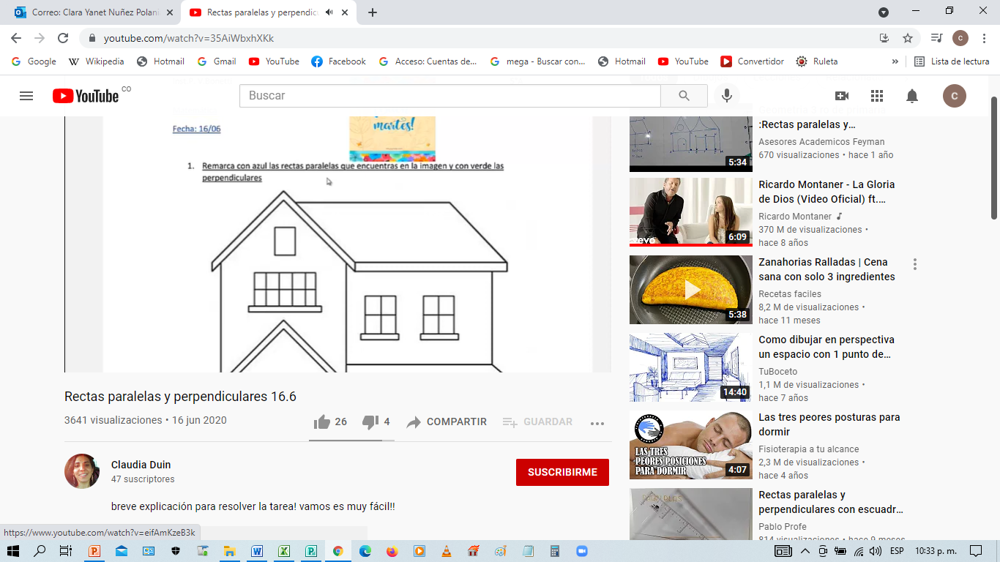 Correo: Clara Yanet Nuñez Polani
Rectas paralelas y perpendic
youtube.com/watch?v=35AiWbxhXKk
Google
Wikipedia
Hotmail
Gmail
YouTube
Facebook
Acceso: Cuentas de...
mega - Buscar con...
Hotmail
YouTube
Convertidor
Ruleta
»
Lista de lectura
YouTube CO
Buscar
C
Fecha: 16/06
martes!
1. Remarca con azul las rectas paralelas que encuentras en la imagen y con verde las
perpendiculares
Rectas paralelas y perpendiculares 16.6
3641 visualizaciones • 16 jun 2020
26
4
COMPARTIR
GUARDAR
Claudia Duin
47 suscriptores
SUSCRIBIRME
breve explicación para resolver la tarea! vamos es muy fácil!!
:Rectas paralelas y...
Asesores Academicos Feyman
670 visualizaciones • hace 1 año
5:34
Ricardo Montaner - La Gloria
de Dios (Video Oficial) ft....
Ricardo Montaner
370 M de visualizaciones •
hace 8 años
vevo
6:09
Zanahorias Ralladas | Cena
sana con solo 3 ingredientes
Recetas faciles
8,2 M de visualizaciones •
hace 11 meses
5:38
Como dibujar en perspectiva
un espacio con 1 punto de...
TuBoceto
1,1 M de visualizaciones •
hace 7 años
14:40
Las tres peores posturas para
dormir
Fisioterapia a tu alcance
2,3 M de visualizaciones •
hace 4 años
LAS TRES
PEORES POSICIONES
PARA DORMIR
4:07
Rectas paralelas y
perpendiculares con escuadr...
Pablo Profe
814 visualizaciones • hace 9 meses
https://www.youtube.com/watch?v=eifAmKzeB3k
ESP
10:33 p. m.